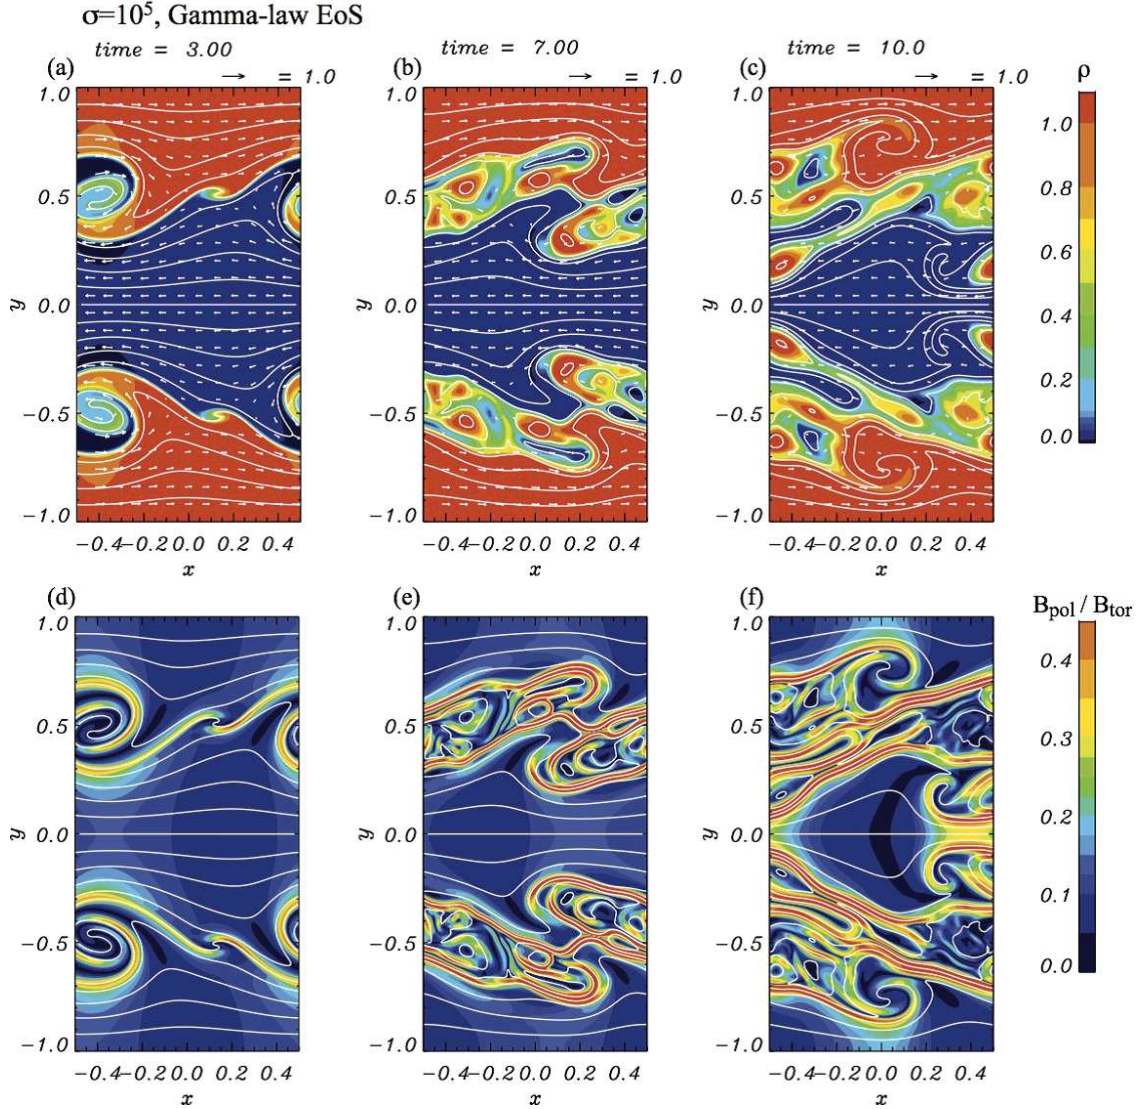 σ=10⁵, Gamma-law EoS
time = 3.00
time = 7.00
time = 10.0
(a) → = 1.0
(b) → = 1.0
(c) → = 1.0
ρ
1.0
0.5
0.0
−0.5
−1.0
y
−0.4 −0.2 0.0 0.2 0.4
x
1.0
0.5
0.0
−0.5
−1.0
y
−0.4 −0.2 0.0 0.2 0.4
x
1.0
0.5
0.0
−0.5
−1.0
y
−0.4 −0.2 0.0 0.2 0.4
x
1.0
0.8
0.6
0.4
0.2
0.0
(d)
(e)
(f)
B_pol / B_tor
1.0
0.5
0.0
−0.5
−1.0
y
−0.4 −0.2 0.0 0.2 0.4
x
1.0
0.5
0.0
−0.5
−1.0
y
−0.4 −0.2 0.0 0.2 0.4
x
1.0
0.5
0.0
−0.5
−1.0
y
−0.4 −0.2 0.0 0.2 0.4
x
0.4
0.3
0.2
0.1
0.0